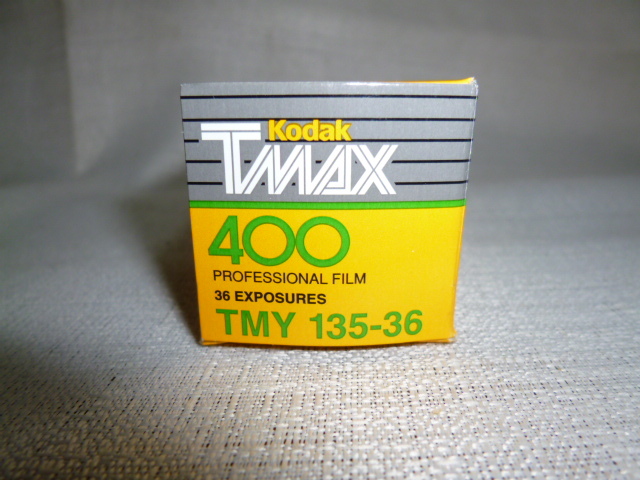 Kodak
TMAX
400
PROFESSIONAL FILM
36 EXPOSURES
TMY 135-36